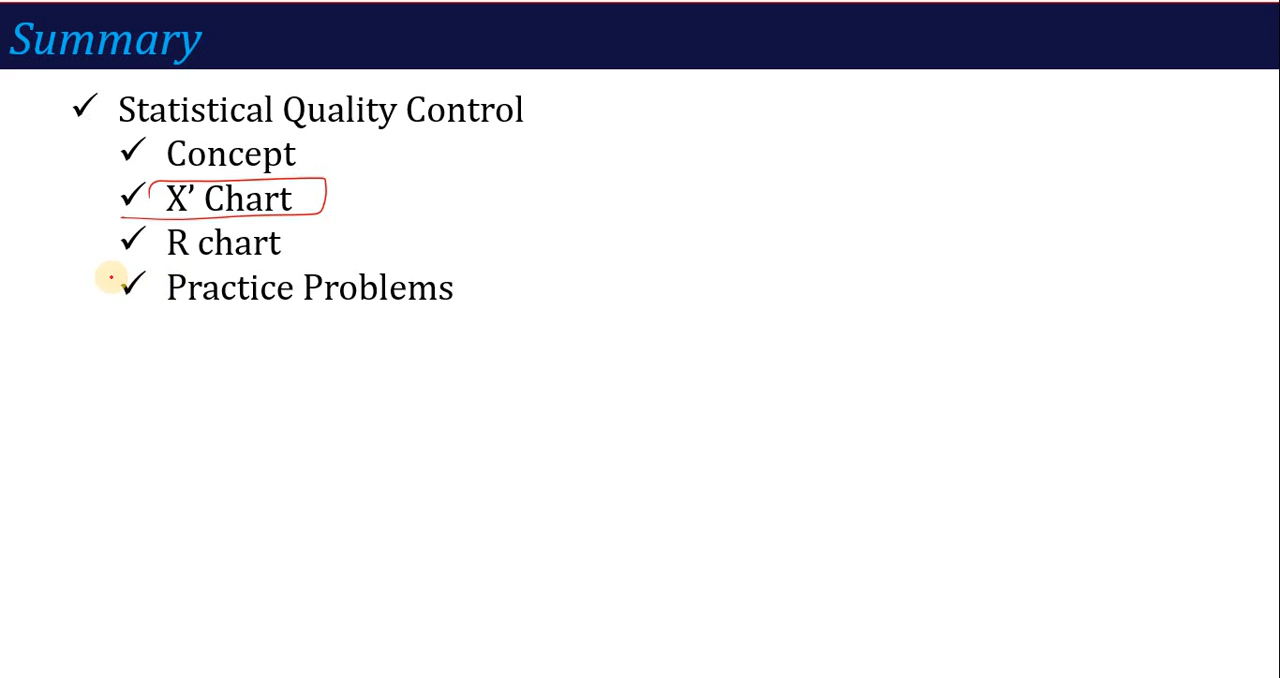 Summary
✓ Statistical Quality Control
✓ Concept
✓ X’ Chart
✓ R chart
✓ Practice Problems